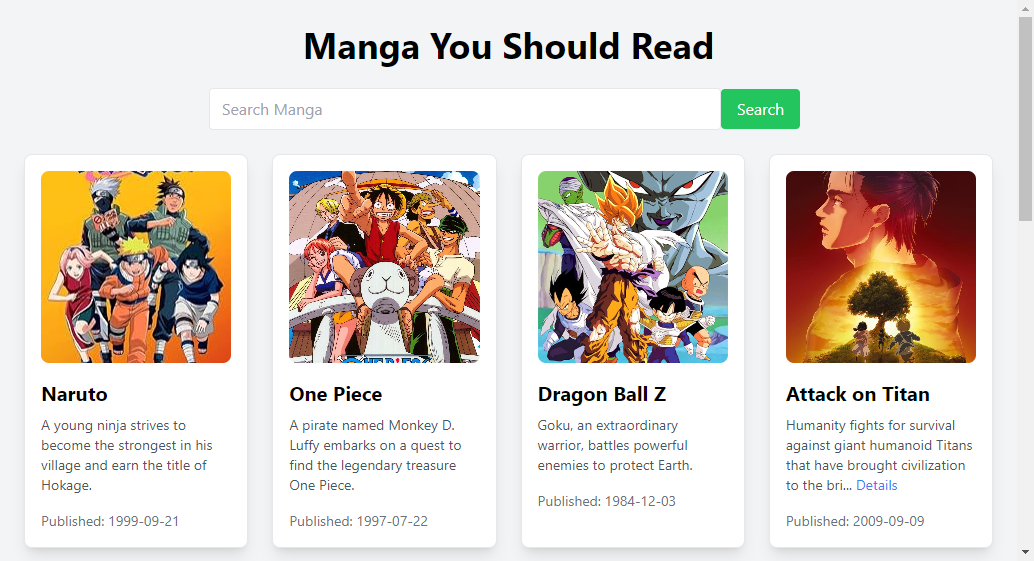 Manga You Should Read
Search Manga
Search
Naruto
A young ninja strives to
become the strongest in his
village and earn the title of
Hokage.
Published: 1999-09-21
One Piece
A pirate named Monkey D.
Luffy embarks on a quest to
find the legendary treasure
One Piece.
Published: 1997-07-22
Dragon Ball Z
Goku, an extraordinary
warrior, battles powerful
enemies to protect Earth.
Published: 1984-12-03
Attack on Titan
Humanity fights for survival
against giant humanoid Titans
that have brought civilization
to the bri... Details
Published: 2009-09-09